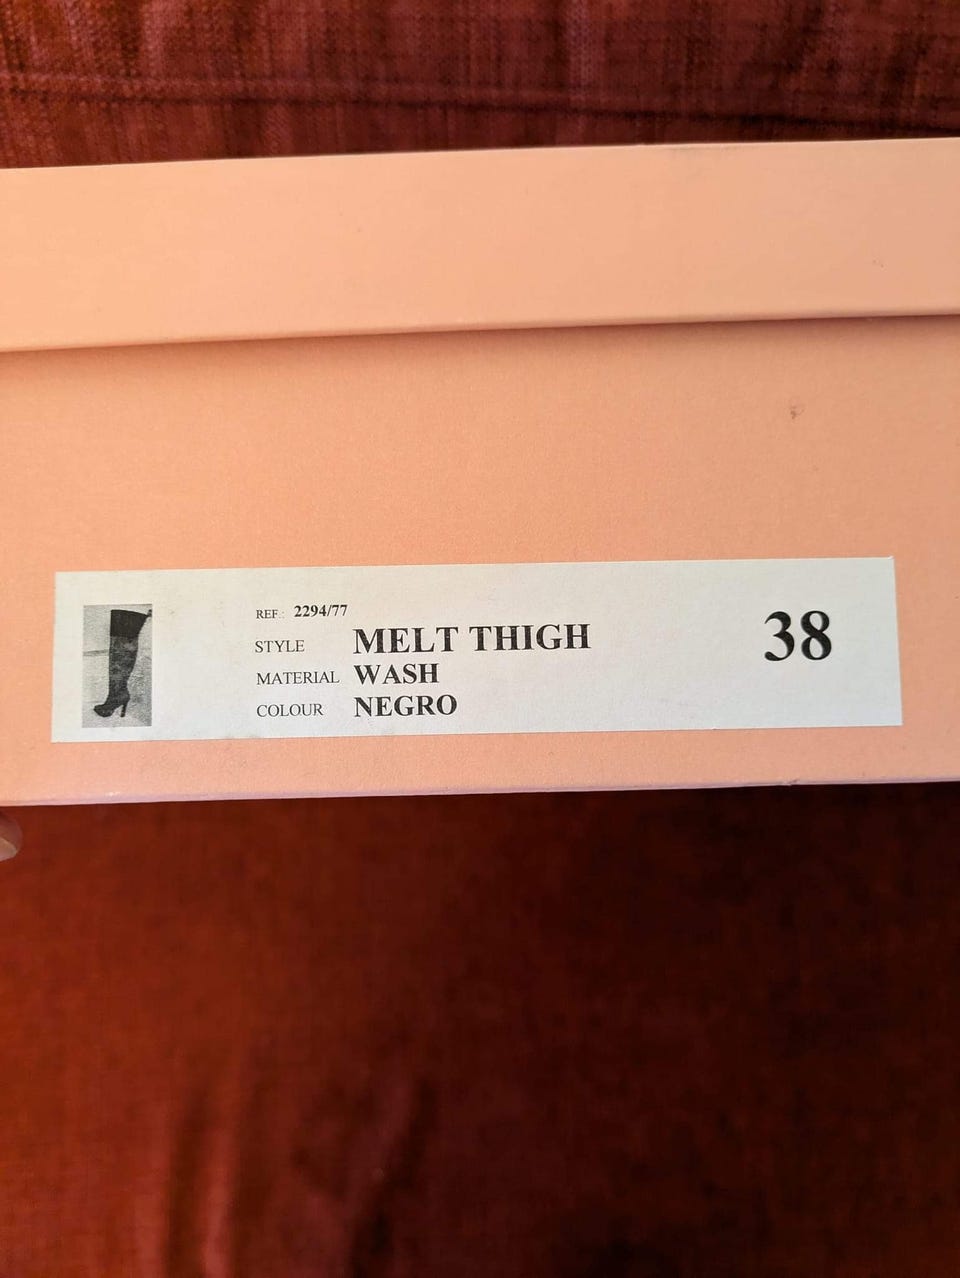 REF.: 2294/77
STYLE MELT THIGH 38
MATERIAL WASH
COLOUR NEGRO